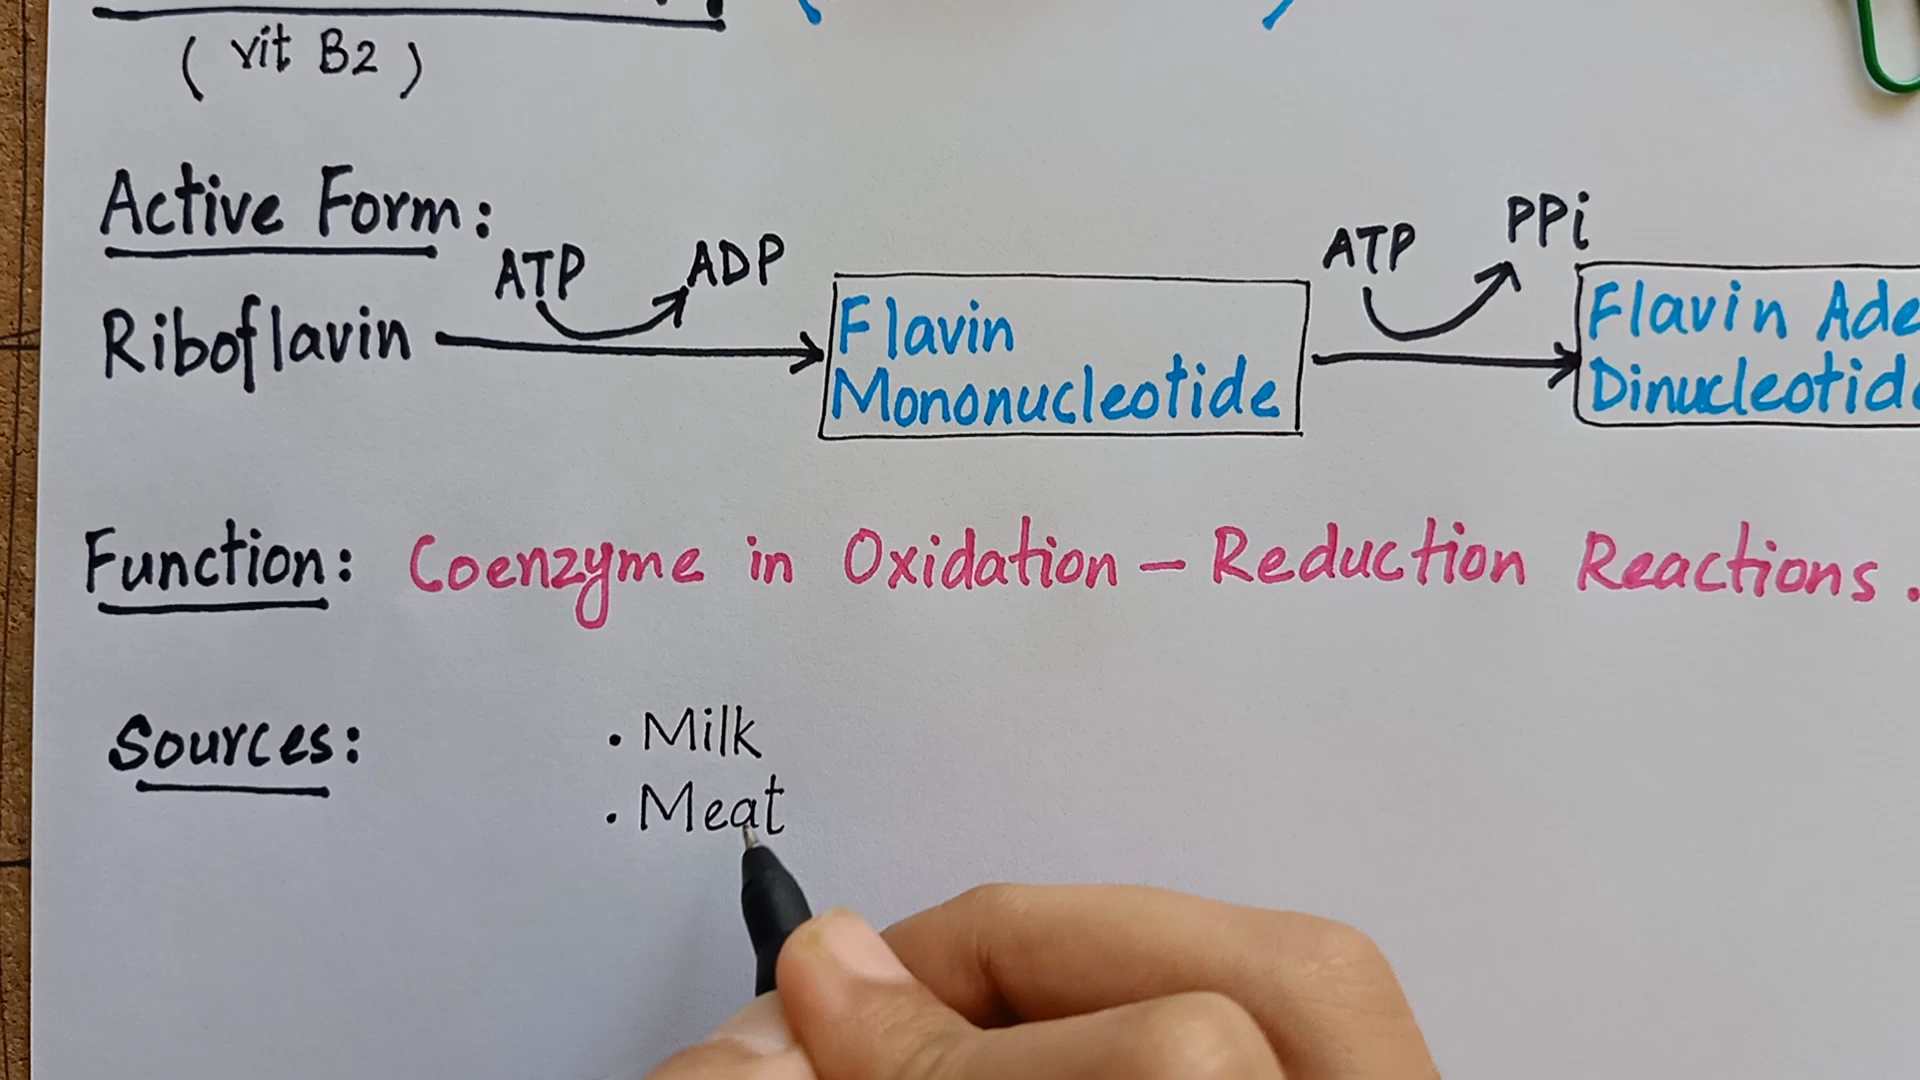 ( vit B2 )
Active Form:
ATP ADP ATP PPi
Riboflavin
Flavin
Mononucleotide
Flavin Ade
Dinucleotide
Function: Coenzyme in Oxidation – Reduction Reactions.
Sources: . Milk
. Meat